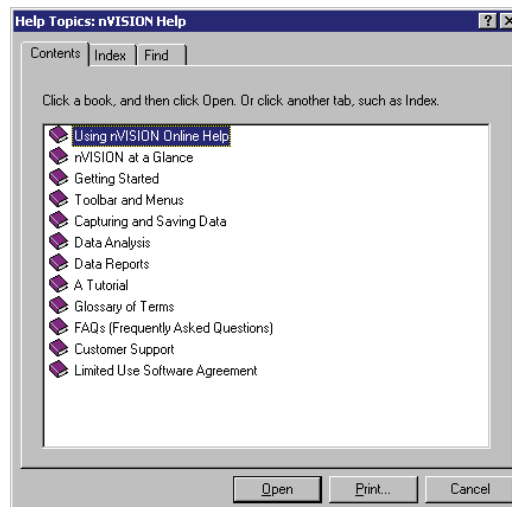 Help Topics: nVISION Help
Contents Index Find
Click a book, and then click Open. Or click another tab, such as Index.
Using nVISION Online Help
nVISION at a Glance
Getting Started
Toolbar and Menus
Capturing and Saving Data
Data Analysis
Data Reports
A Tutorial
Glossary of Terms
FAQs (Frequently Asked Questions)
Customer Support
Limited Use Software Agreement
Open Print... Cancel